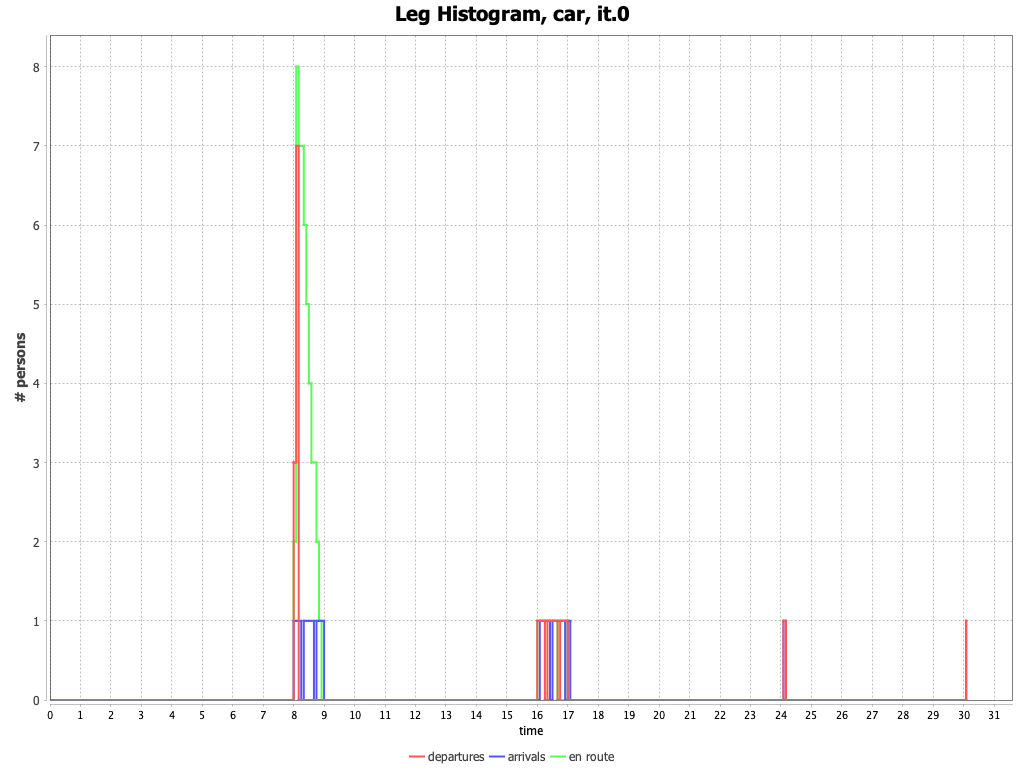 Leg Histogram, car, it.0
# persons
8
7
6
5
4
3
2
1
0
0 1 2 3 4 5 6 7 8 9 10 11 12 13 14 15 16 17 18 19 20 21 22 23 24 25 26 27 28 29 30 31
time
departures arrivals en route